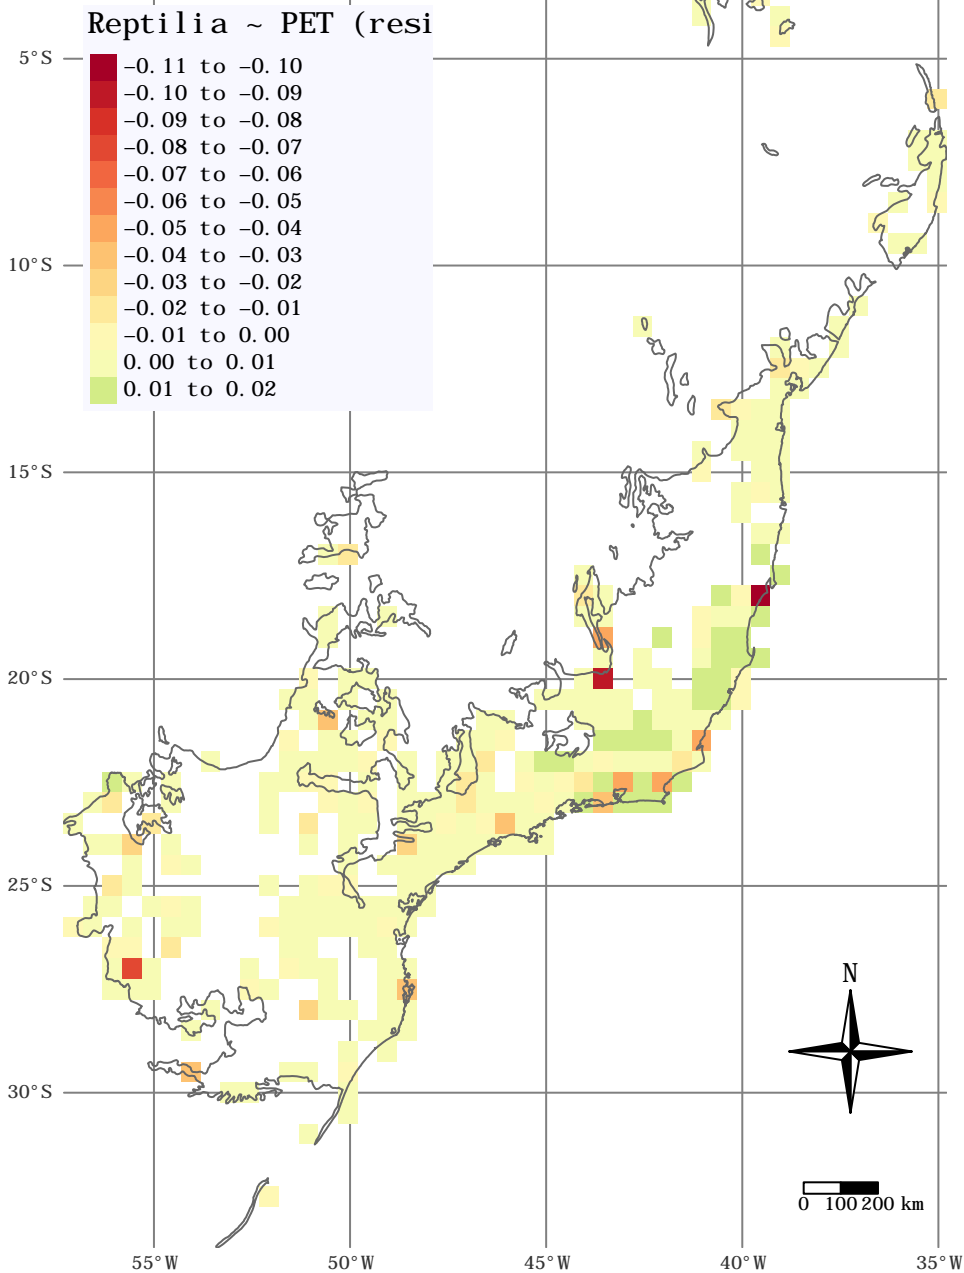 Reptilia ~ PET (resi
-0.11 to -0.10
-0.10 to -0.09
-0.09 to -0.08
-0.08 to -0.07
-0.07 to -0.06
-0.06 to -0.05
-0.05 to -0.04
-0.04 to -0.03
-0.03 to -0.02
-0.02 to -0.01
-0.01 to 0.00
0.00 to 0.01
0.01 to 0.02
5°S
10°S
15°S
20°S
25°S
30°S
N
0 100 200 km
55°W 50°W 45°W 40°W 35°W